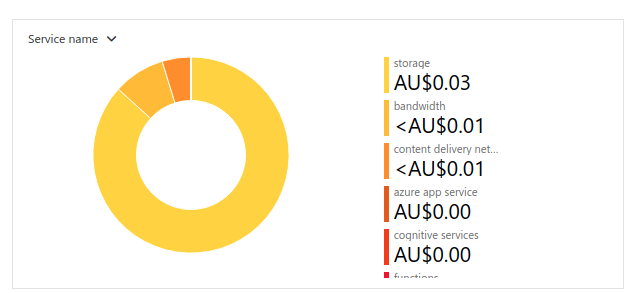 Service name
storage
AU$0.03
bandwidth
<AU$0.01
content delivery net...
<AU$0.01
azure app service
AU$0.00
cognitive services
AU$0.00
functions